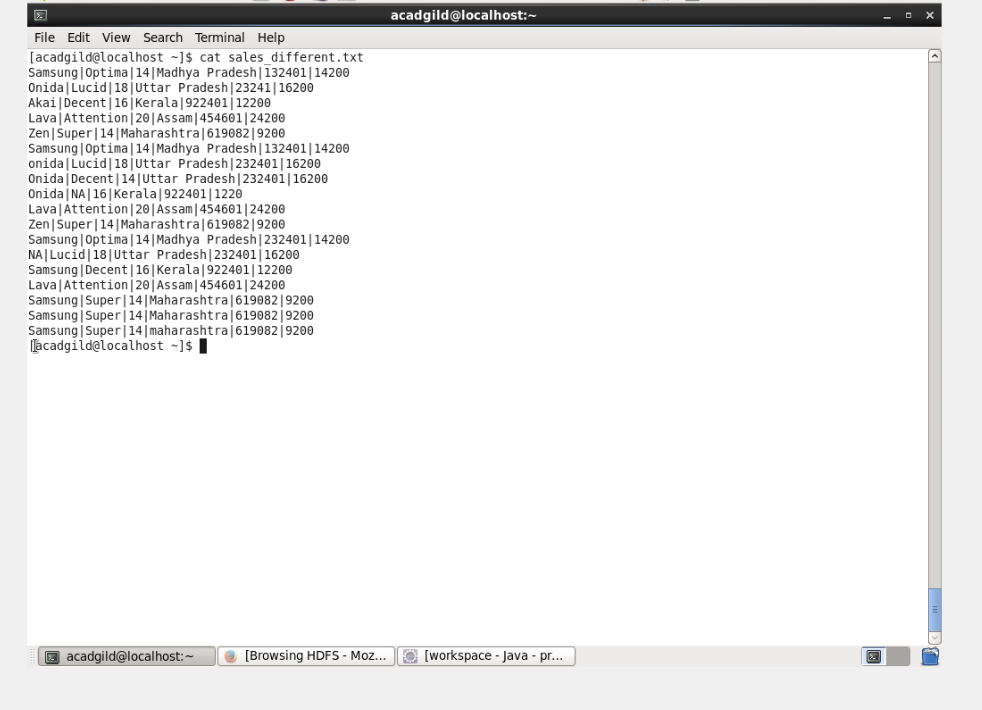 acadgild@localhost:~
File Edit View Search Terminal Help
[acadgild@localhost ~]$ cat sales_different.txt
Samsung|Optima|14|Madhya Pradesh|132401|14200
Onida|Lucid|18|Uttar Pradesh|23241|16200
Akai|Decent|16|Kerala|922401|12200
Lava|Attention|20|Assam|454601|24200
Zen|Super|14|Maharashtra|619082|9200
Samsung|Optima|14|Madhya Pradesh|132401|14200
onida|Lucid|18|Uttar Pradesh|232401|16200
Onida|Decent|14|Uttar Pradesh|232401|16200
Onida|NA|16|Kerala|922401|1220
Lava|Attention|20|Assam|454601|24200
Zen|Super|14|Maharashtra|619082|9200
Samsung|Optima|14|Madhya Pradesh|232401|14200
NA|Lucid|18|Uttar Pradesh|232401|16200
Samsung|Decent|16|Kerala|922401|12200
Lava|Attention|20|Assam|454601|24200
Samsung|Super|14|Maharashtra|619082|9200
Samsung|Super|14|Maharashtra|619082|9200
Samsung|Super|14|maharashtra|619082|9200
[acadgild@localhost ~]$
acadgild@localhost:~ [Browsing HDFS - Moz... [workspace - Java - pr...